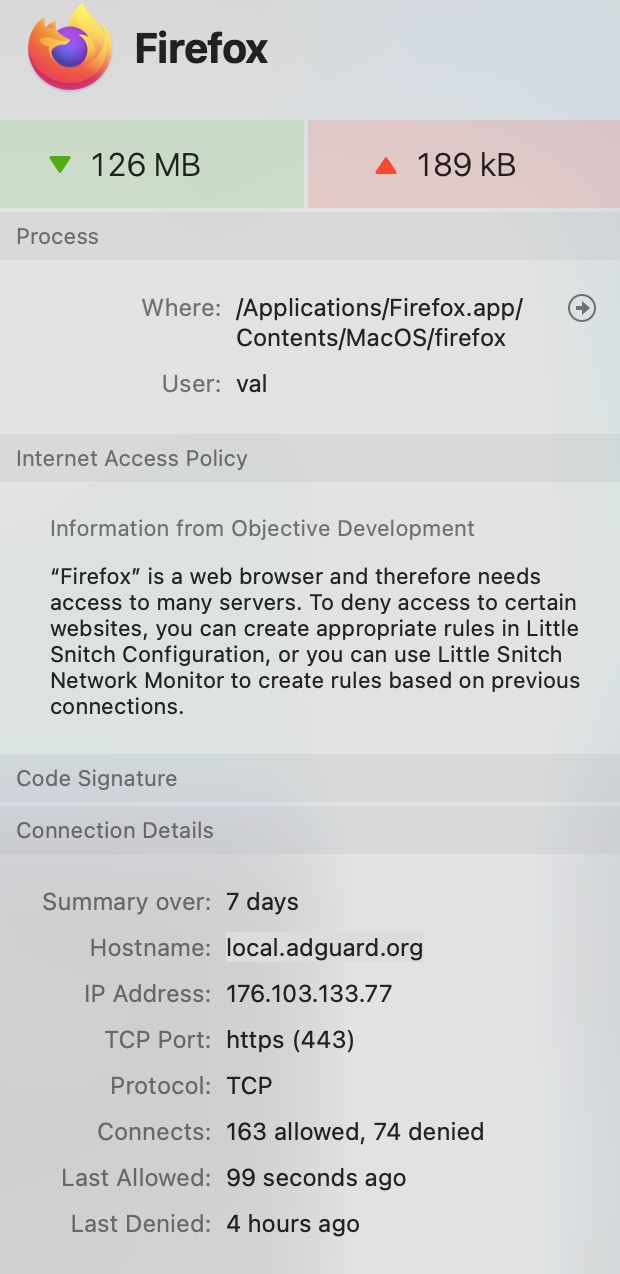 Firefox
126 MB
189 kB
Process
Where: /Applications/Firefox.app/
Contents/MacOS/firefox
User: val
Internet Access Policy
Information from Objective Development
“Firefox” is a web browser and therefore needs
access to many servers. To deny access to certain
websites, you can create appropriate rules in Little
Snitch Configuration, or you can use Little Snitch
Network Monitor to create rules based on previous
connections.
Code Signature
Connection Details
Summary over: 7 days
Hostname: local.adguard.org
IP Address: 176.103.133.77
TCP Port: https (443)
Protocol: TCP
Connects: 163 allowed, 74 denied
Last Allowed: 99 seconds ago
Last Denied: 4 hours ago